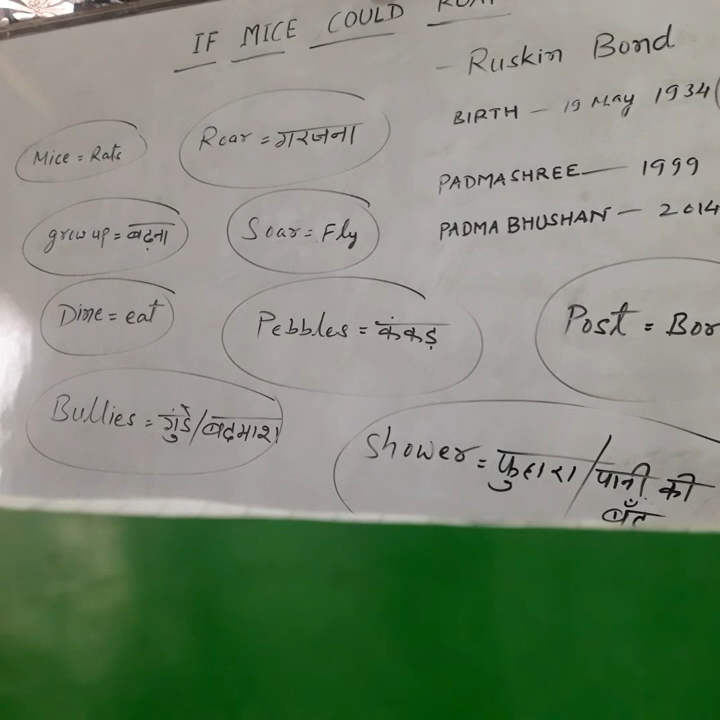 IF MICE COULD
- Ruskin Bond
BIRTH - 19 May 1934(
Mice = Rats
Roar = गरजना
PADMASHREE - 1999
grow up = बढ़ना
Soar = Fly
PADMA BHUSHAN - 2014
Dine = eat
Pebbles = कंकड़
Post = Bor
Bullies = गुंडे/बदमाश
Shower = फुहारा/पानी की